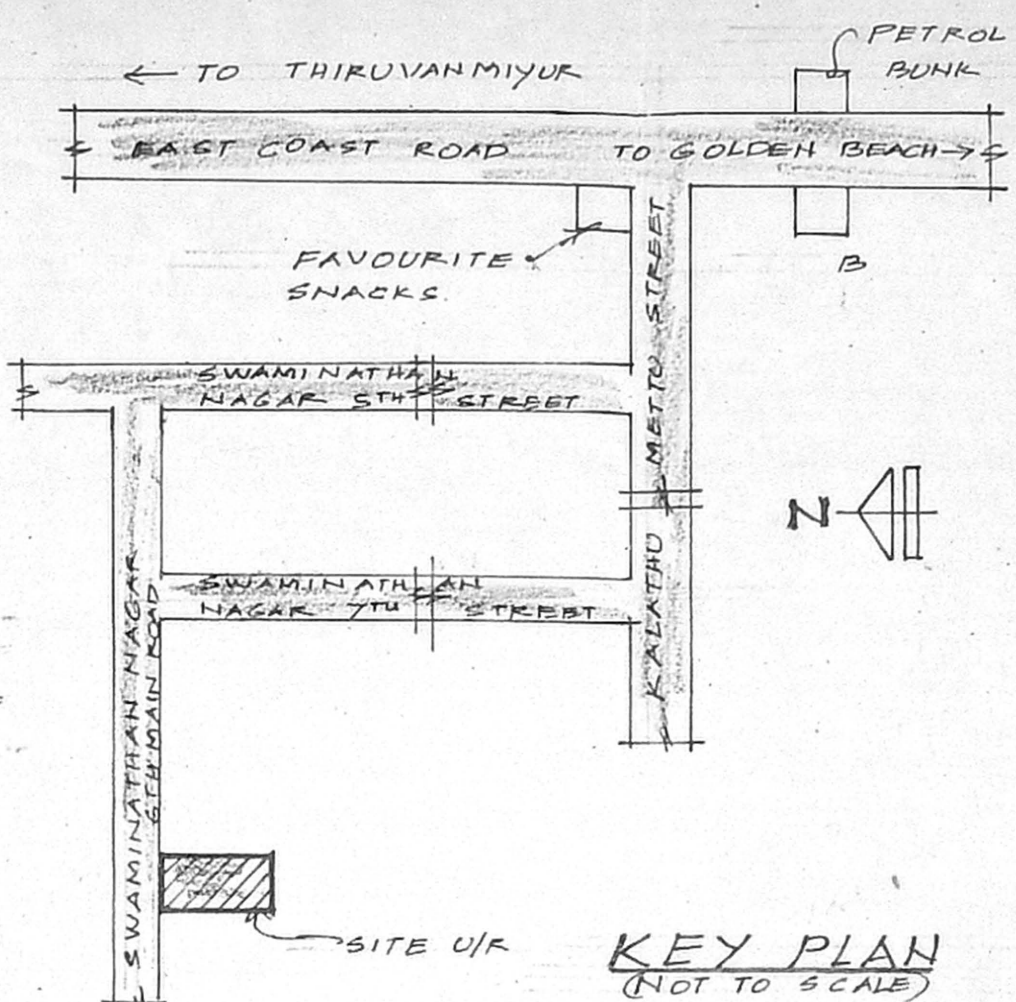 PETROL
BUNK
← TO THIRUVANMIYUR
EAST COAST ROAD TO GOLDEN BEACH→
B
FAVOURITE
SNACKS.
KALATHU METTU STREET
SWAMINATHAN
NAGAR 5TH STREET
N
SWAMINATHAN
NAGAR 7TH STREET
SWAMINATHAN NAGAR
6TH MAIN ROAD
SITE U/R
KEY PLAN
(NOT TO SCALE)